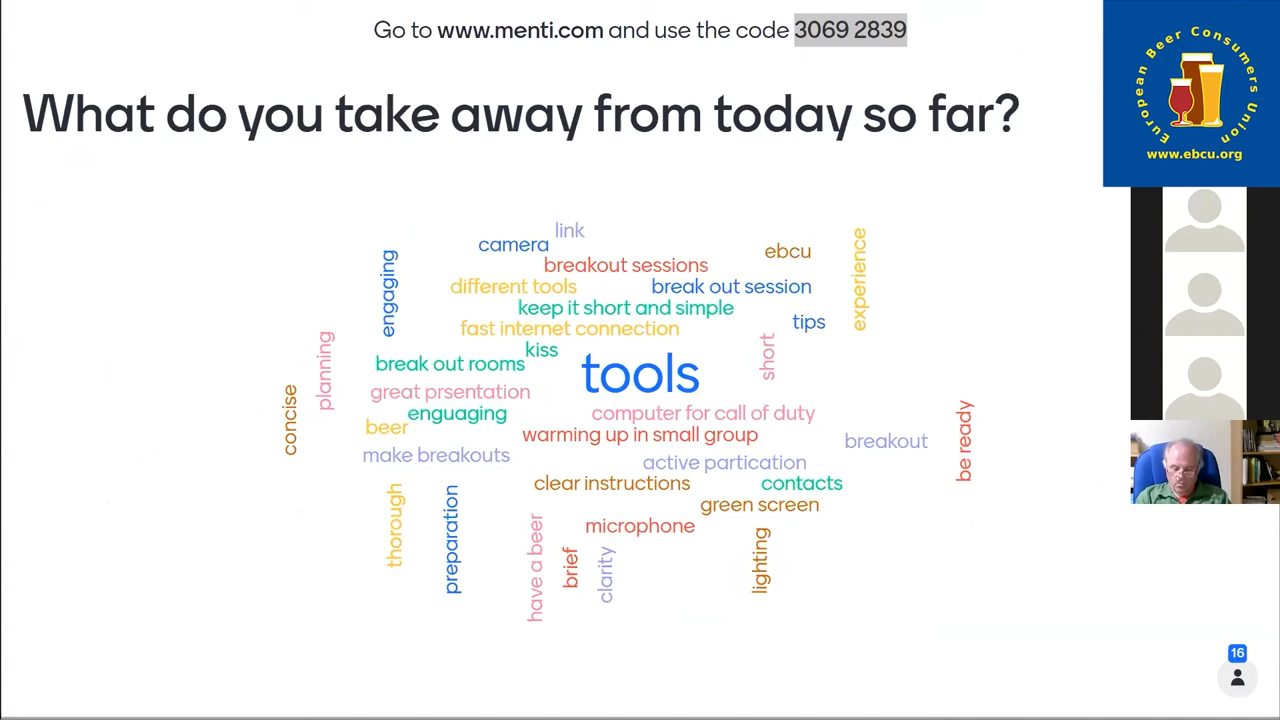 Go to www.menti.com and use the code 3069 2839
European Beer Consumers Union
www.ebcu.org
What do you take away from today so far?
link
camera
ebcu
experience
engaging
breakout sessions
different tools
break out session
keep it short and simple
tips
fast internet connection
planning
short
kiss
break out rooms
tools
concise
great prsentation
enguaging
computer for call of duty
be ready
beer
warming up in small group
breakout
make breakouts
active partication
clear instructions
contacts
thorough
preparation
green screen
have a beer
microphone
brief
clarity
lighting
16